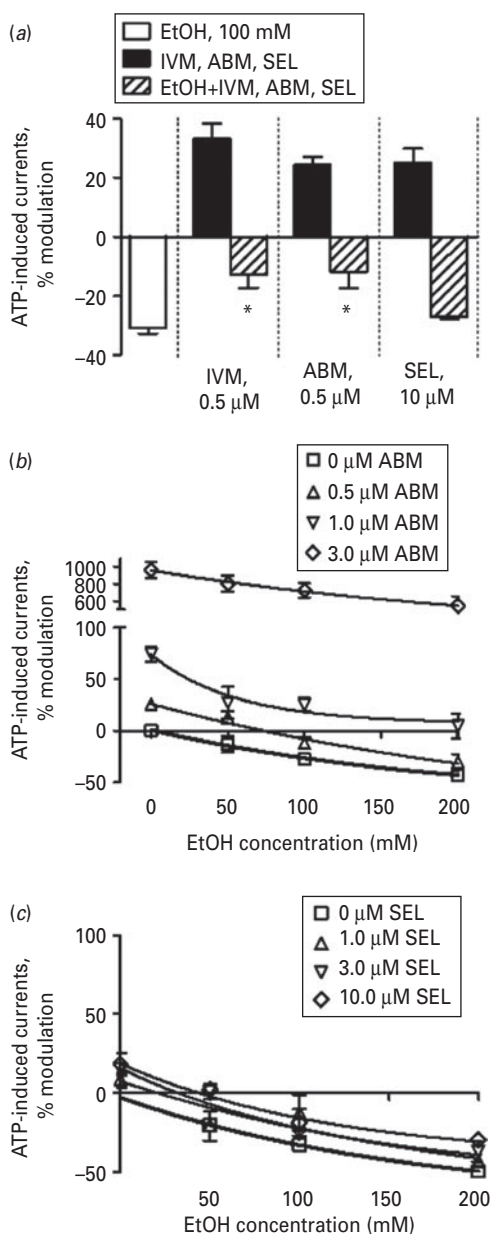 (a)
EtOH, 100 mM
IVM, ABM, SEL
EtOH+IVM, ABM, SEL
ATP-induced currents,
% modulation
40
20
0
−20
−40
*
*
IVM,
0.5 µM
ABM,
0.5 µM
SEL,
10 µM
(b)
0 µM ABM
0.5 µM ABM
1.0 µM ABM
3.0 µM ABM
ATP-induced currents,
% modulation
1000
800
600
100
50
0
−50
0
50
100
150
200
EtOH concentration (mM)
(c)
0 µM SEL
1.0 µM SEL
3.0 µM SEL
10.0 µM SEL
ATP-induced currents,
% modulation
100
50
0
−50
50
100
150
200
EtOH concentration (mM)